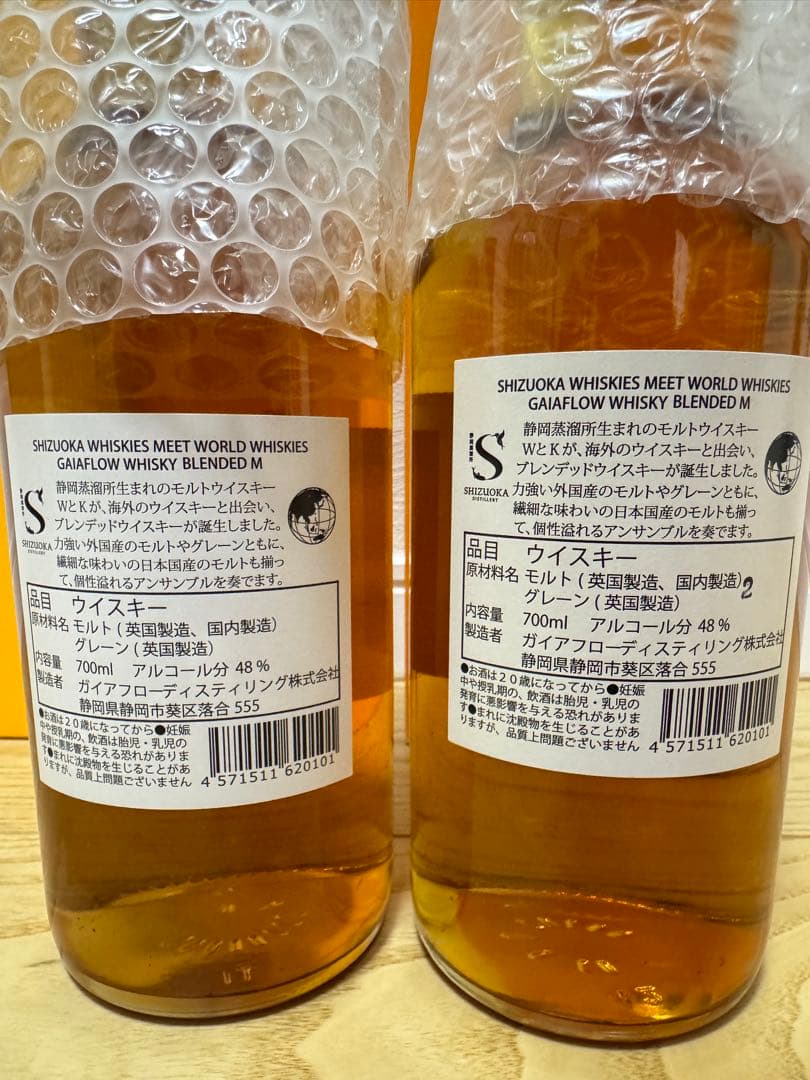 SHIZUOKA WHISKIES MEET WORLD WHISKIES
GAIAFLOW WHISKY BLENDED M
静岡蒸溜所生まれのモルトウイスキー
WとKが、海外のウイスキーと出会い、
ブレンデッドウイスキーが誕生しました。
力強い外国産のモルトやグレーンともに、
繊細な味わいの日本国産のモルトも揃っ
て、個性溢れるアンサンブルを奏でます。
静岡蒸溜所
S
SHIZUOKA
DISTILLERY
品目 ウイスキー
原材料名 モルト (英国製造、国内製造)
グレーン (英国製造)
内容量 700ml アルコール分 48%
製造者 ガイアフローディスティリング株式会社
静岡県静岡市葵区落合 555
●お酒は20歳になってから●妊娠
中や授乳期の、飲酒は胎児・乳児の
発育に悪影響を与える恐れがありま
す●まれに沈殿物を生じることがあ
りますが、品質上問題ございません
4 571511 620101
SHIZUOKA WHISKIES MEET WORLD WHISKIES
GAIAFLOW WHISKY BLENDED M
静岡蒸溜所生まれのモルトウイスキー
WとKが、海外のウイスキーと出会い、
ブレンデッドウイスキーが誕生しました。
力強い外国産のモルトやグレーンともに、
繊細な味わいの日本国産のモルトも揃っ
て、個性溢れるアンサンブルを奏でます。
静岡蒸溜所
S
SHIZUOKA
DISTILLERY
品目 ウイスキー
原材料名 モルト (英国製造、国内製造) 2
グレーン (英国製造)
内容量 700ml アルコール分 48%
製造者 ガイアフローディスティリング株式会社
静岡県静岡市葵区落合 555
●お酒は20歳になってから●妊娠
中や授乳期の、飲酒は胎児・乳児の
発育に悪影響を与える恐れがありま
す●まれに沈殿物を生じることがあ
りますが、品質上問題ございません
4 571511 620101